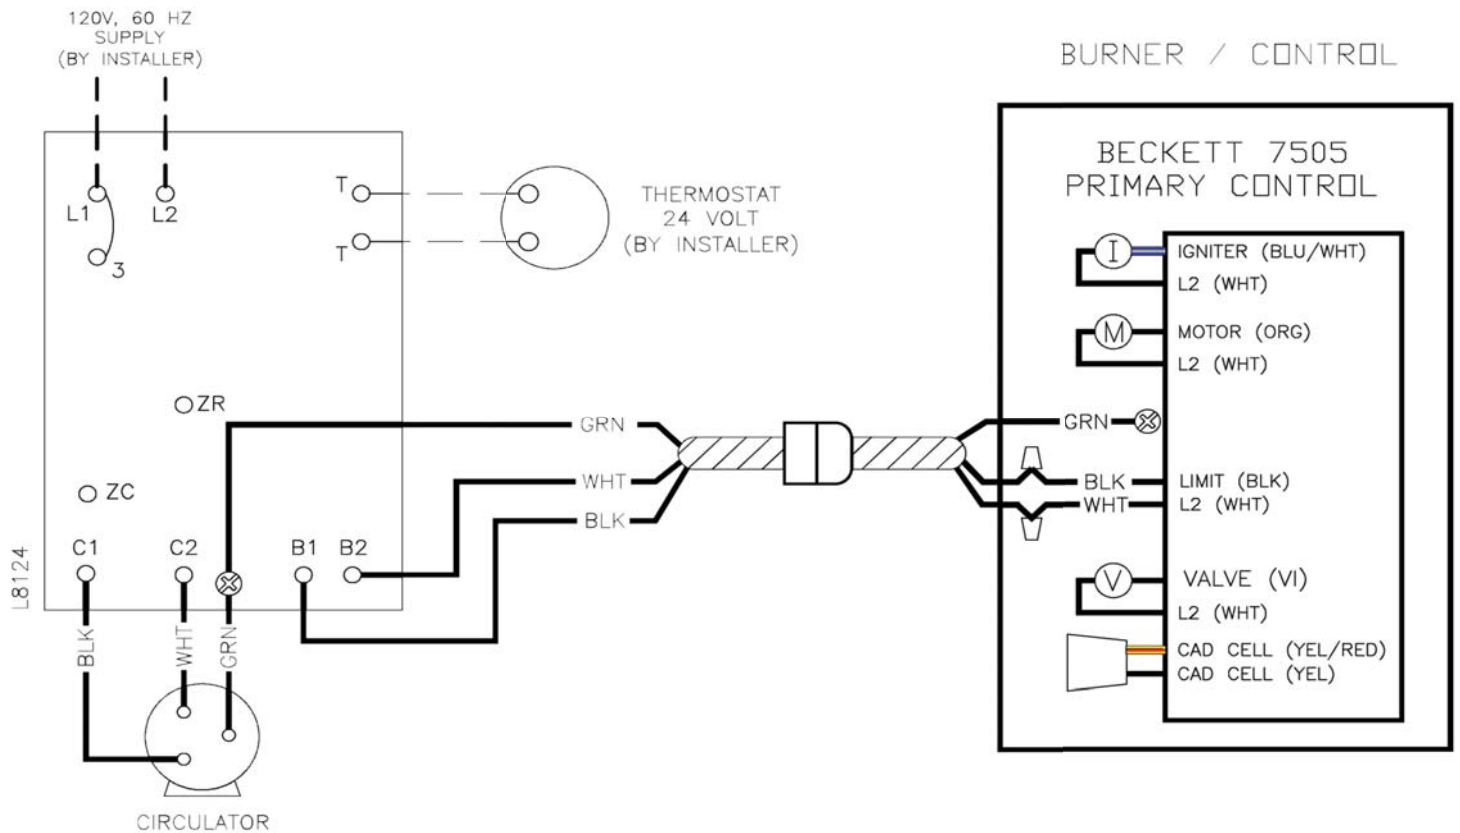 120V, 60 HZ
SUPPLY
(BY INSTALLER)
BURNER / CONTROL
BECKETT 7505
PRIMARY CONTROL
L1
L2
3
T
T
THERMOSTAT
24 VOLT
(BY INSTALLER)
I
IGNITER (BLU/WHT)
L2 (WHT)
M
MOTOR (ORG)
L2 (WHT)
ZR
GRN
GRN
ZC
WHT
BLK
BLK
LIMIT (BLK)
WHT
L2 (WHT)
C1
C2
B1
B2
L8124
V
VALVE (VI)
L2 (WHT)
BLK
WHT
GRN
CAD CELL (YEL/RED)
CAD CELL (YEL)
CIRCULATOR